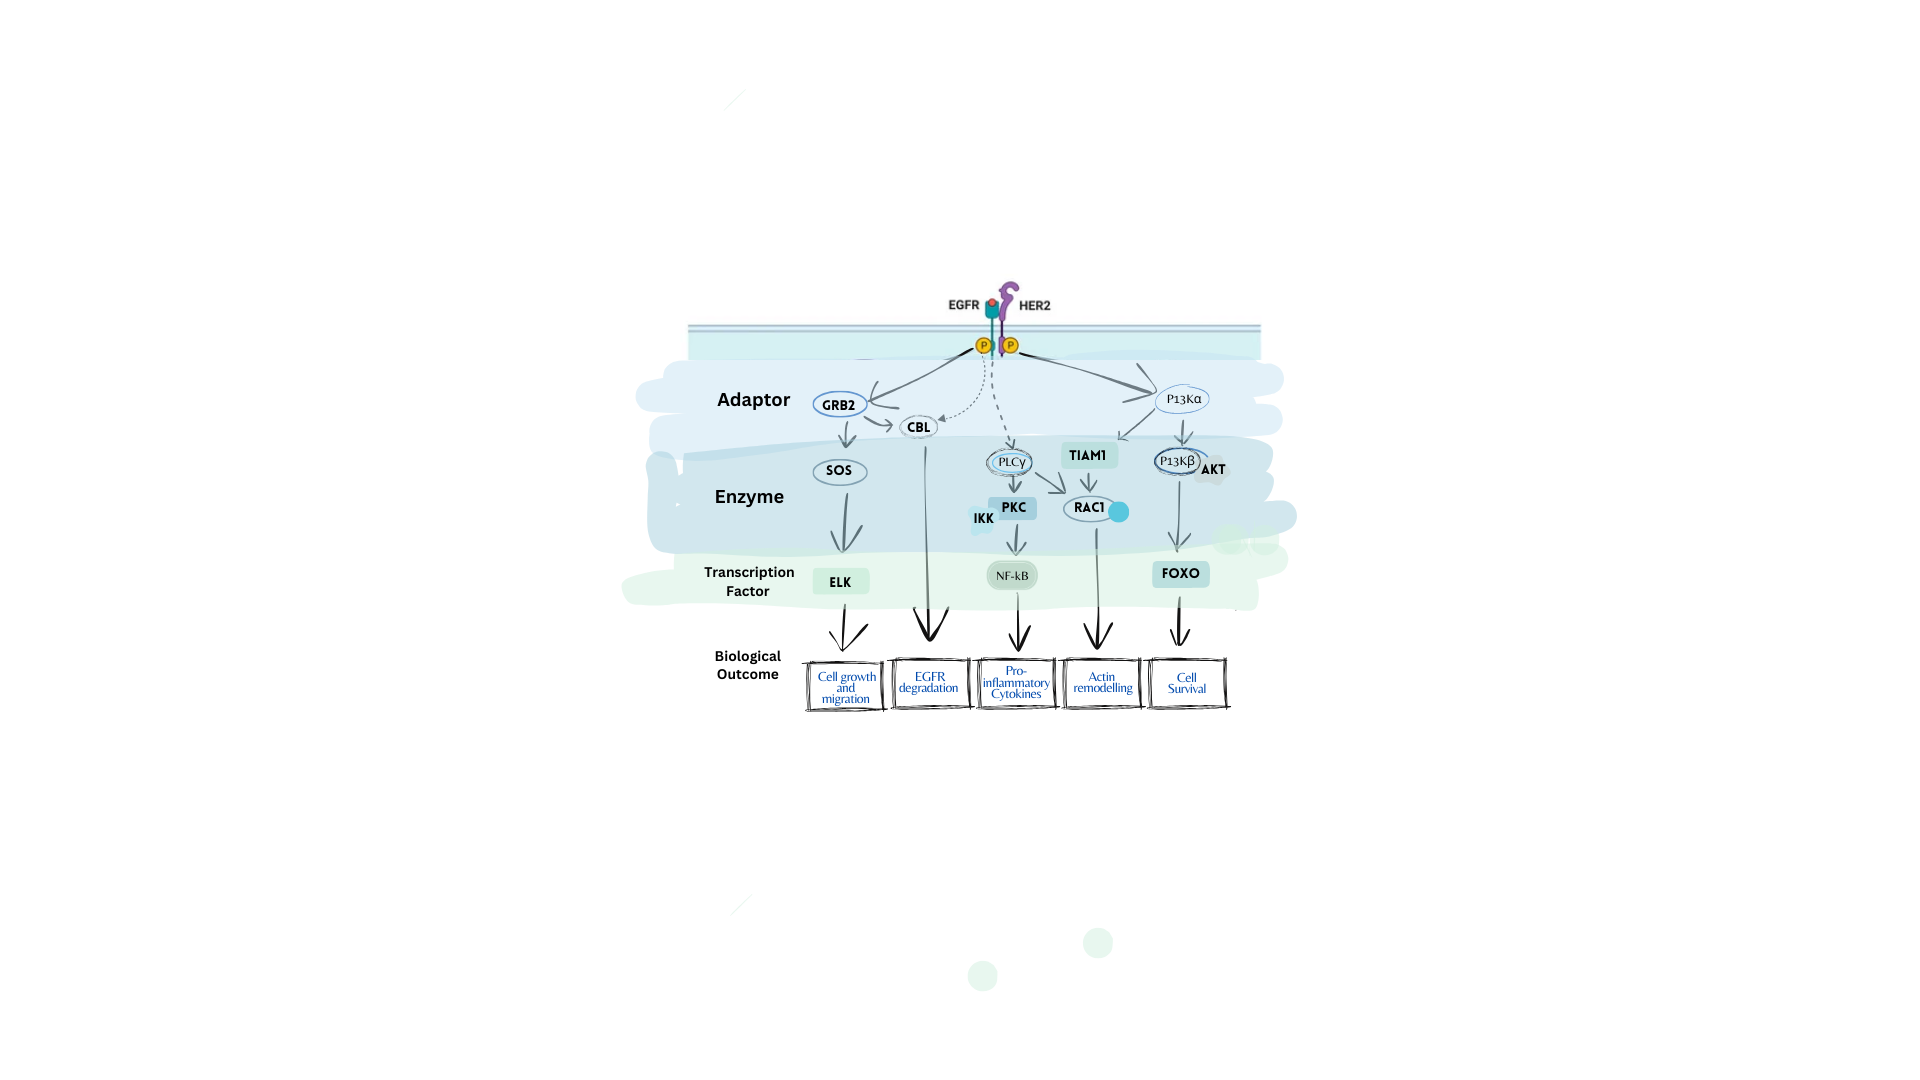 EGFR
HER2
P
P
Adaptor
GRB2
CBL
P13Kα
Enzyme
SOS
PLCγ
TIAM1
P13Kβ
AKT
IKK
PKC
RAC1
Transcription
Factor
ELK
NF-kB
FOXO
Biological
Outcome
Cell growth
and
migration
EGFR
degradation
Pro-
inflammatory
Cytokines
Actin
remodelling
Cell
Survival